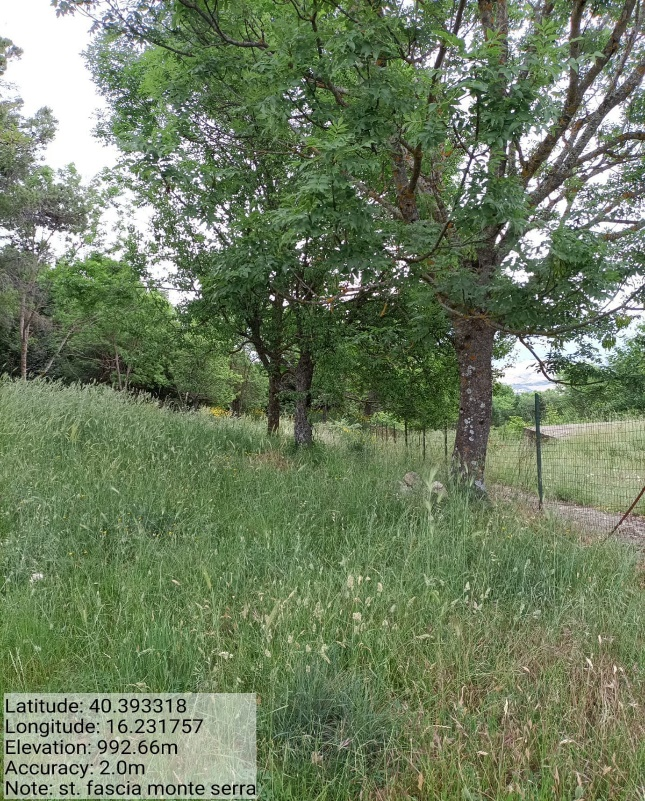 Latitude: 40.393318
Longitude: 16.231757
Elevation: 992.66m
Accuracy: 2.0m
Note: st. fascia monte serra